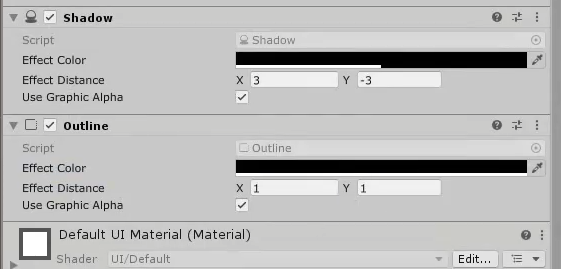 Shadow
Script Shadow
Effect Color
Effect Distance X 3 Y -3
Use Graphic Alpha
Outline
Script Outline
Effect Color
Effect Distance X 1 Y 1
Use Graphic Alpha
Default UI Material (Material)
Shader UI/Default Edit...